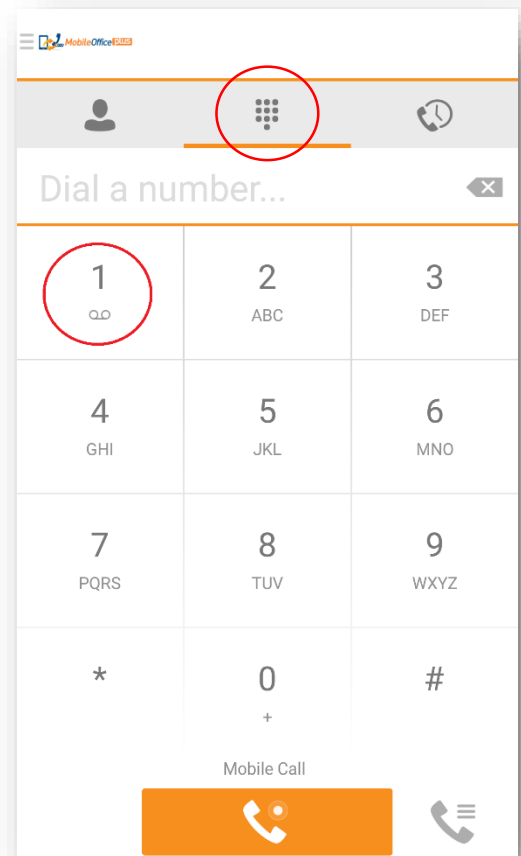 MobileOffice PLUS
Dial a number...
1
2
ABC
3
DEF
4
GHI
5
JKL
6
MNO
7
PQRS
8
TUV
9
WXYZ
*
0
+
#
Mobile Call